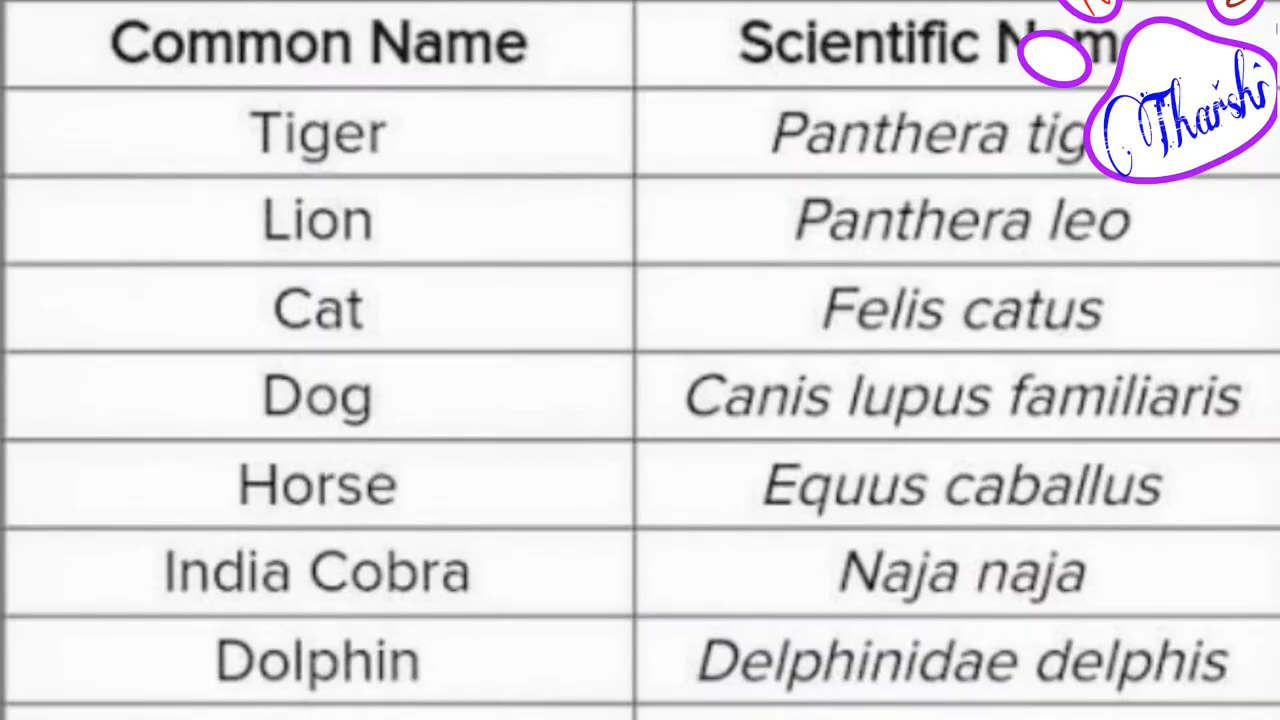 Common Name Scientific
Tiger Panthera
Lion Panthera leo
Cat Felis catus
Dog Canis lupus familiaris
Horse Equus caballus
India Cobra Naja naja
Dolphin Delphinidae delphis
Tharshi